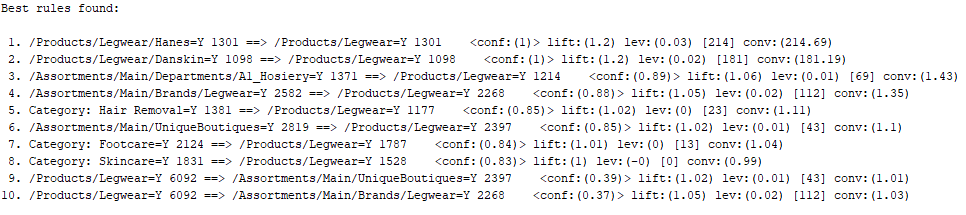 Best rules found:
1. /Products/Legwear/Hanes=Y 1301 ==> /Products/Legwear=Y 1301 <conf:(1)> lift:(1.2) lev:(0.03) [214] conv:(214.69)
2. /Products/Legwear/Danskin=Y 1098 ==> /Products/Legwear=Y 1098 <conf:(1)> lift:(1.2) lev:(0.02) [181] conv:(181.19)
3. /Assortments/Main/Departments/Al_Hosiery=Y 1371 ==> /Products/Legwear=Y 1214 <conf:(0.89)> lift:(1.06) lev:(0.01) [69] conv:(1.43)
4. /Assortments/Main/Brands/Legwear=Y 2582 ==> /Products/Legwear=Y 2268 <conf:(0.88)> lift:(1.05) lev:(0.02) [112] conv:(1.35)
5. Category: Hair Removal=Y 1381 ==> /Products/Legwear=Y 1177 <conf:(0.85)> lift:(1.02) lev:(0) [23] conv:(1.11)
6. /Assortments/Main/UniqueBoutiques=Y 2819 ==> /Products/Legwear=Y 2397 <conf:(0.85)> lift:(1.02) lev:(0.01) [43] conv:(1.1)
7. Category: Footcare=Y 2124 ==> /Products/Legwear=Y 1787 <conf:(0.84)> lift:(1.01) lev:(0) [13] conv:(1.04)
8. Category: Skincare=Y 1831 ==> /Products/Legwear=Y 1528 <conf:(0.83)> lift:(1) lev:(-0) [0] conv:(0.99)
9. /Products/Legwear=Y 6092 ==> /Assortments/Main/UniqueBoutiques=Y 2397 <conf:(0.39)> lift:(1.02) lev:(0.01) [43] conv:(1.01)
10. /Products/Legwear=Y 6092 ==> /Assortments/Main/Brands/Legwear=Y 2268 <conf:(0.37)> lift:(1.05) lev:(0.02) [112] conv:(1.03)